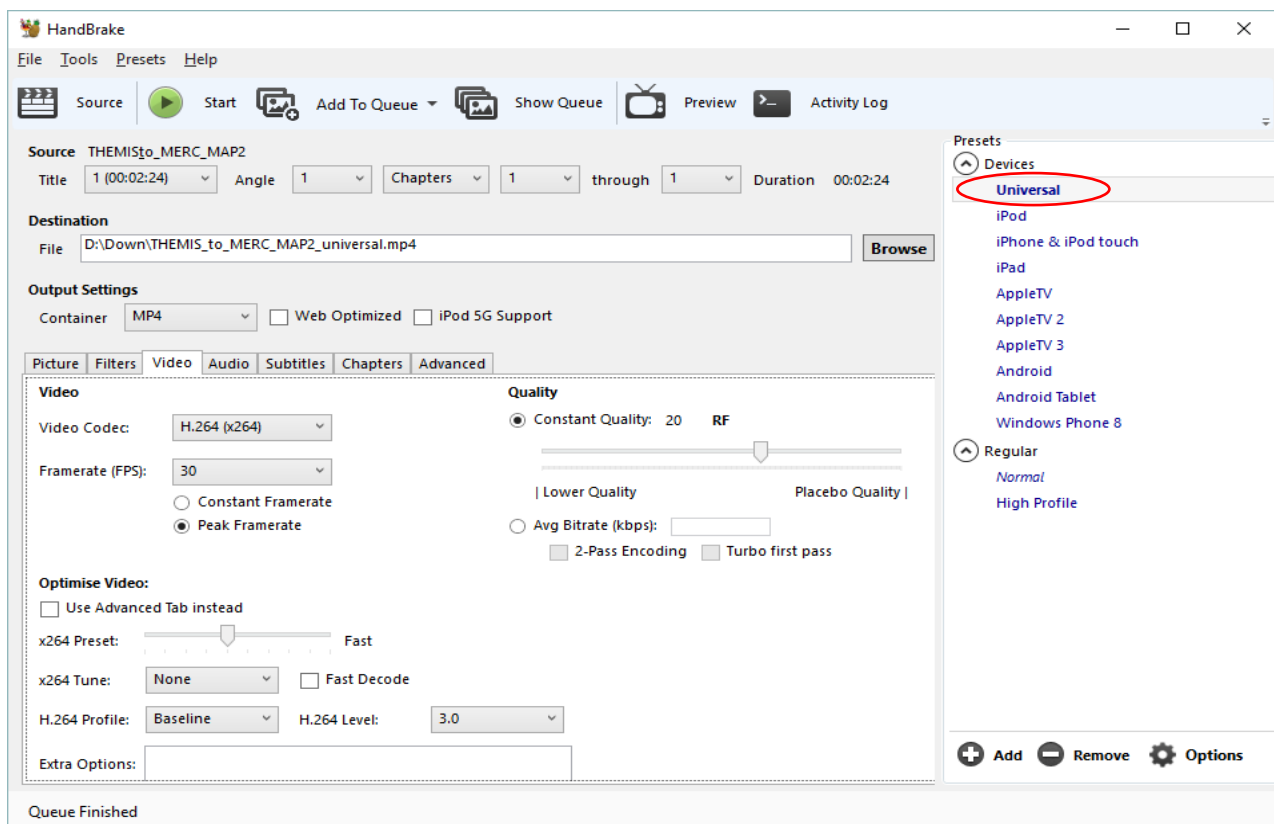 HandBrake
File Tools Presets Help
Source Start Add To Queue Show Queue Preview Activity Log
Source THEMISto_MERC_MAP2
Title 1 (00:02:24) Angle 1 Chapters 1 through 1 Duration 00:02:24
Destination
File D:\Down\THEMIS_to_MERC_MAP2_universal.mp4 Browse
Output Settings
Container MP4 Web Optimized iPod 5G Support
Picture Filters Video Audio Subtitles Chapters Advanced
Video
Video Codec: H.264 (x264)
Framerate (FPS): 30
Constant Framerate
Peak Framerate
Quality
Constant Quality: 20 RF
| Lower Quality Placebo Quality |
Avg Bitrate (kbps):
2-Pass Encoding Turbo first pass
Optimise Video:
Use Advanced Tab instead
x264 Preset: Fast
x264 Tune: None Fast Decode
H.264 Profile: Baseline H.264 Level: 3.0
Extra Options:
Presets
Devices
Universal
iPod
iPhone & iPod touch
iPad
AppleTV
AppleTV 2
AppleTV 3
Android
Android Tablet
Windows Phone 8
Regular
Normal
High Profile
Add Remove Options
Queue Finished